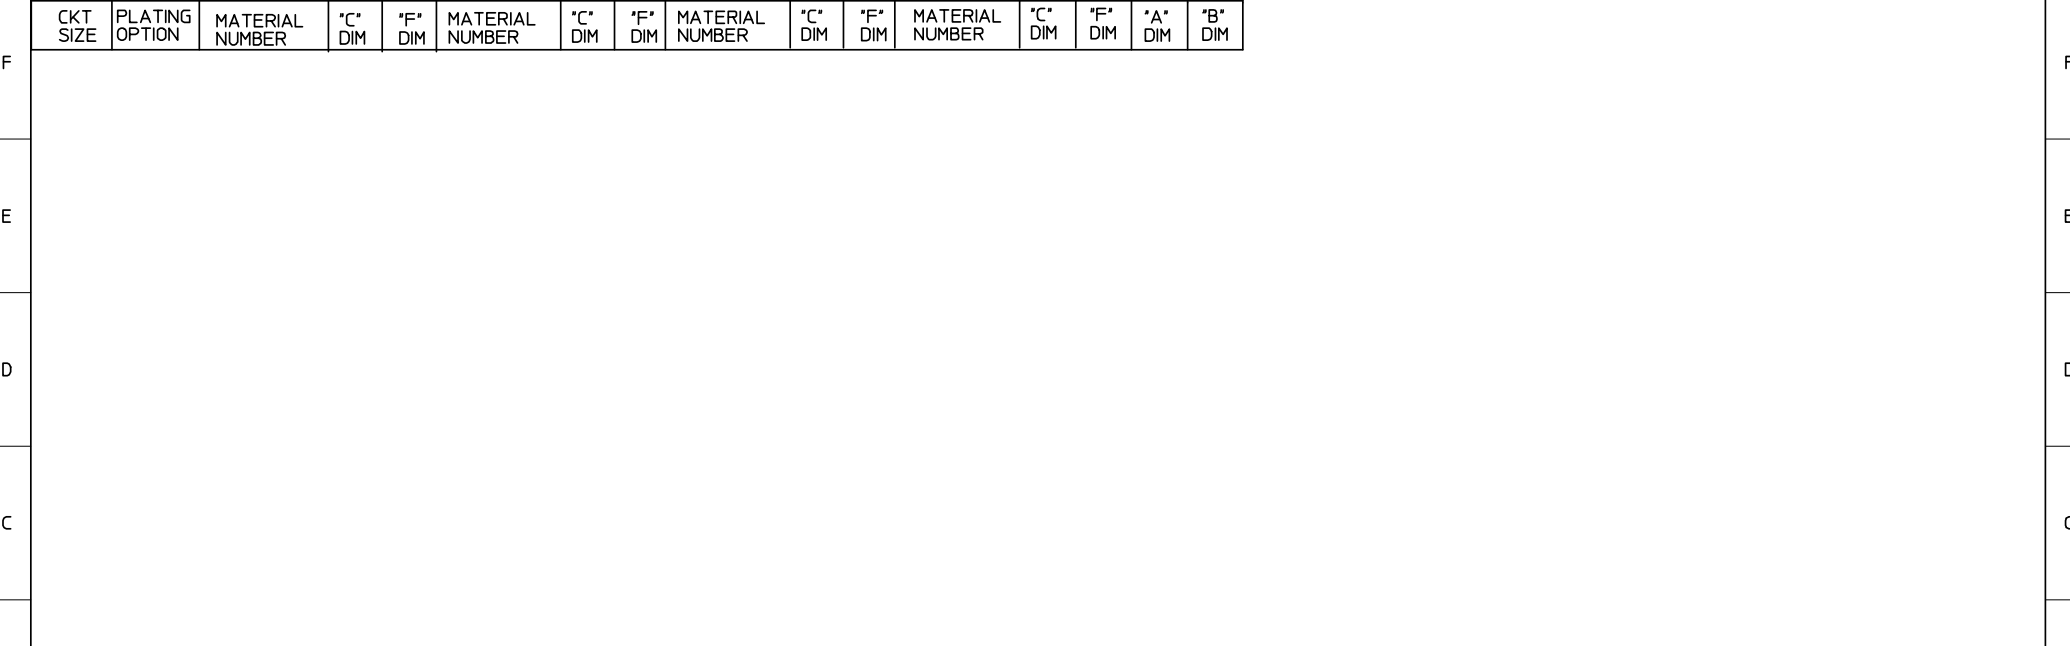 CKT SIZE PLATING OPTION MATERIAL NUMBER "C" DIM "F" DIM MATERIAL NUMBER "C" DIM "F" DIM MATERIAL NUMBER "C" DIM "F" DIM MATERIAL NUMBER "C" DIM "F" DIM "A" DIM "B" DIM
F F
E E
D D
C C